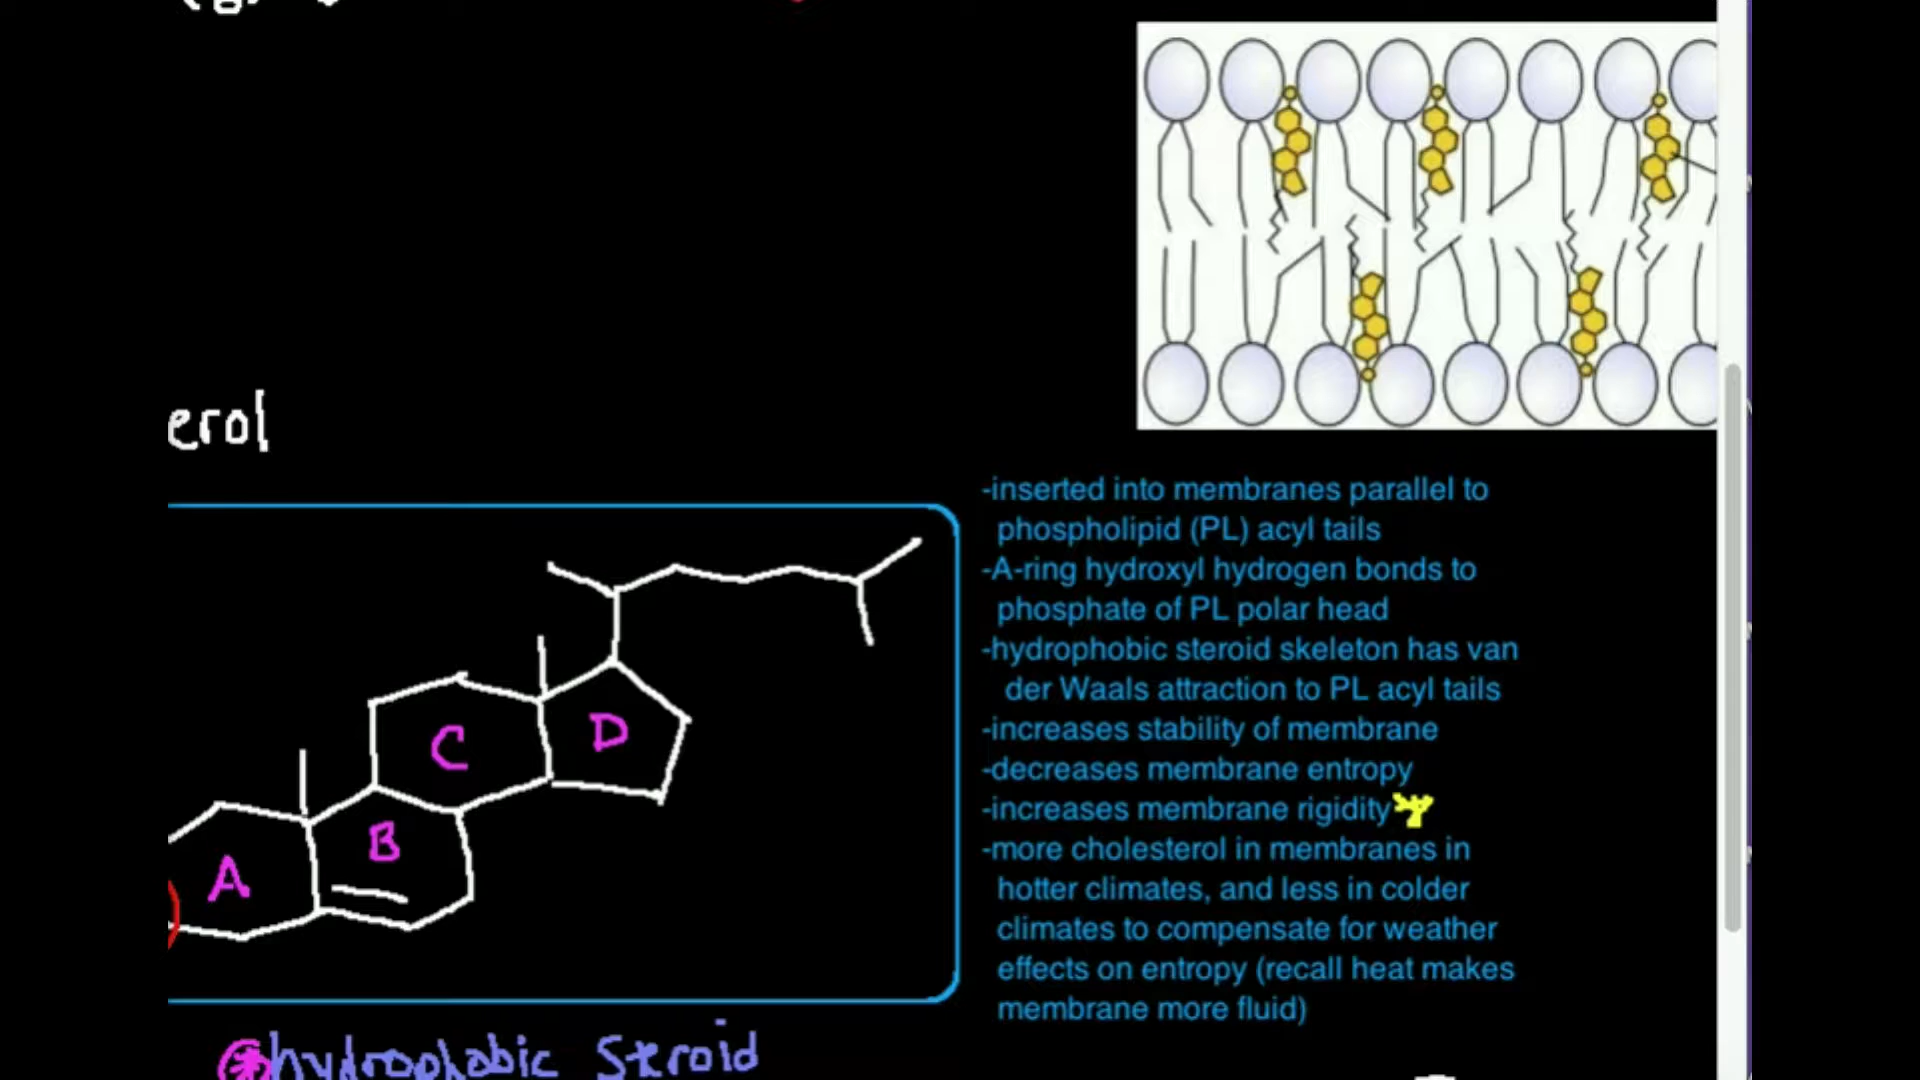 erol
A
B
C
D
hydrophobic Steroid
-inserted into membranes parallel to
phospholipid (PL) acyl tails
-A-ring hydroxyl hydrogen bonds to
phosphate of PL polar head
-hydrophobic steroid skeleton has van
der Waals attraction to PL acyl tails
-increases stability of membrane
-decreases membrane entropy
-increases membrane rigidity
-more cholesterol in membranes in
hotter climates, and less in colder
climates to compensate for weather
effects on entropy (recall heat makes
membrane more fluid)